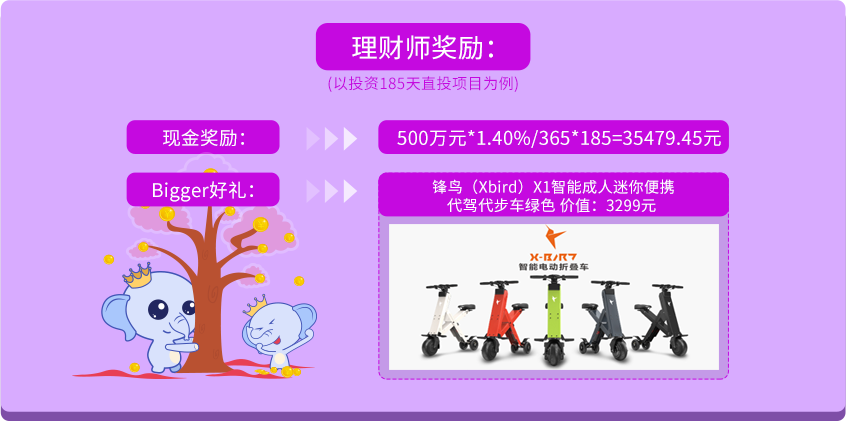 理财师奖励：
(以投资185天直投项目为例)
现金奖励：
500万元*1.40%/365*185=35479.45元
Bigger好礼：
锋鸟（Xbird）X1智能成人迷你便携
代驾代步车绿色 价值：3299元
X-BIRT
智能电动折叠车